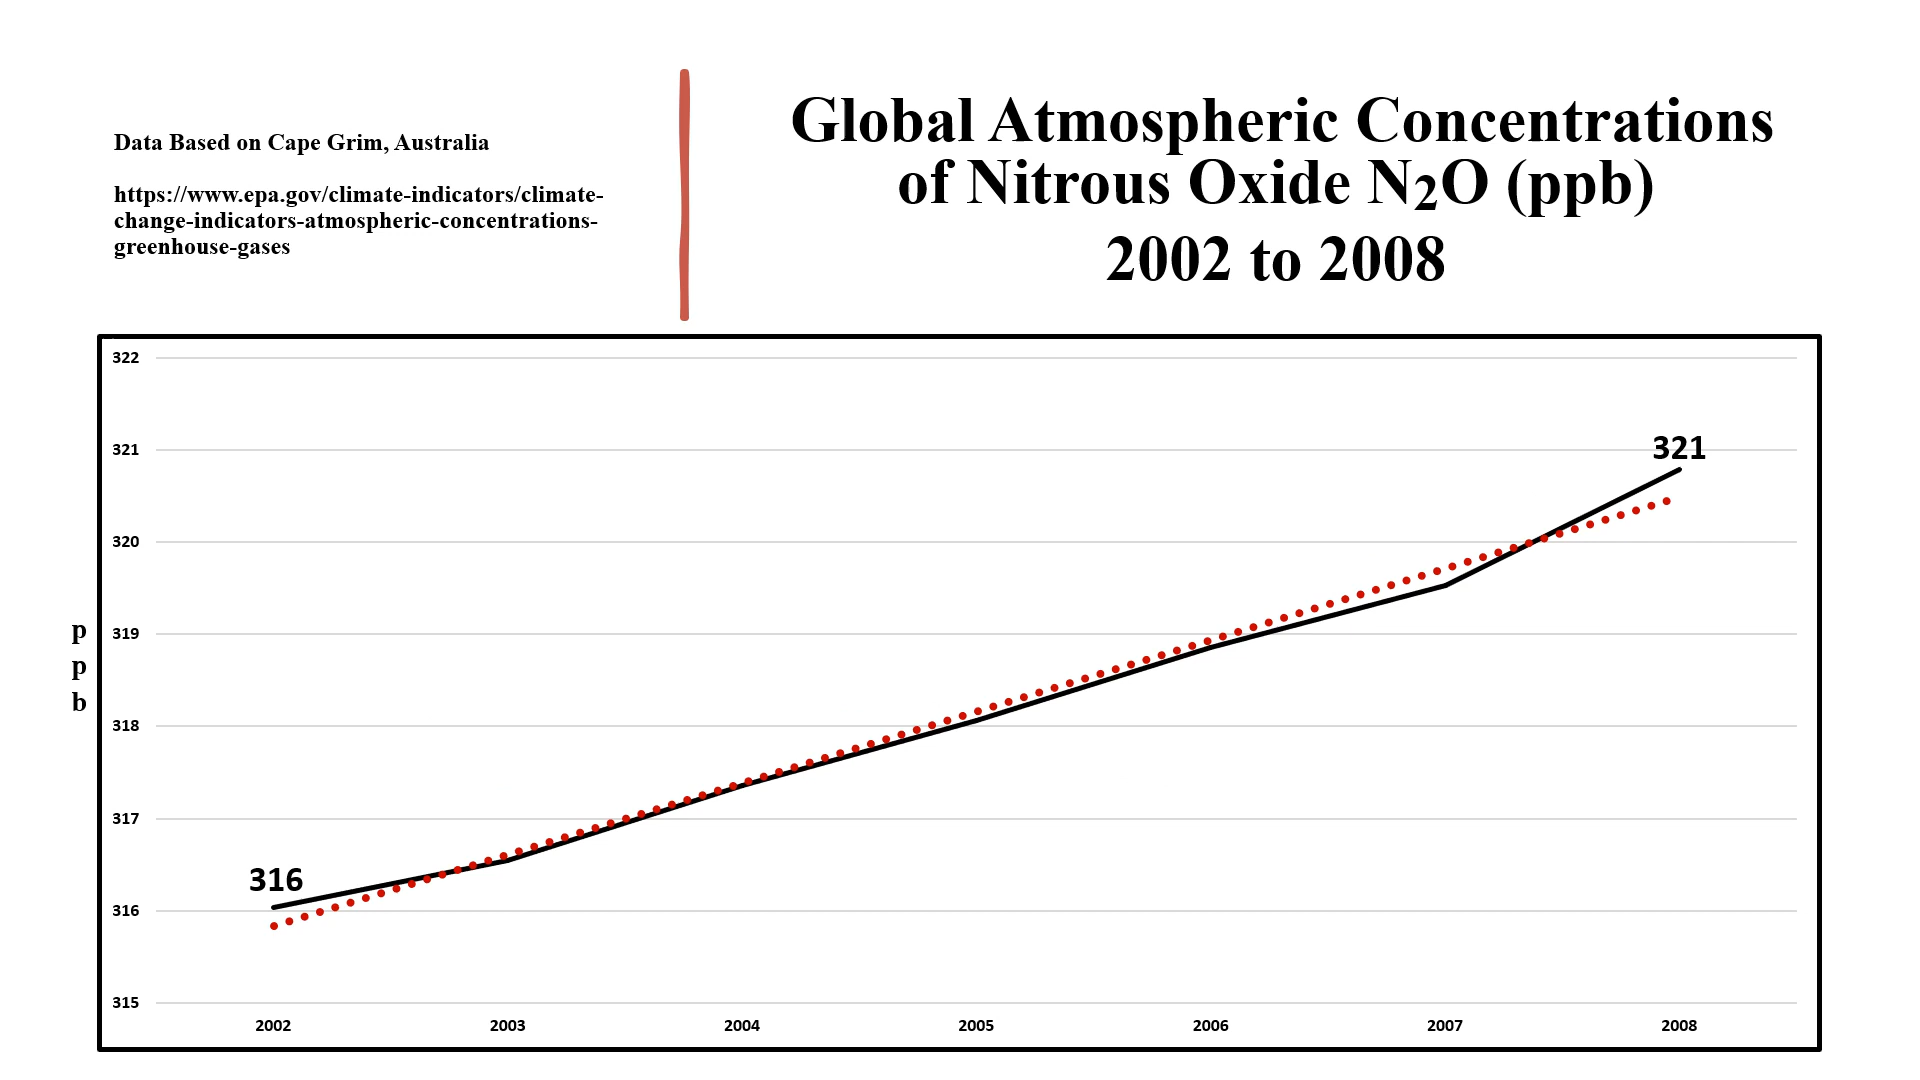 Data Based on Cape Grim, Australia
https://www.epa.gov/climate-indicators/climate-
change-indicators-atmospheric-concentrations-
greenhouse-gases
Global Atmospheric Concentrations
of Nitrous Oxide N2O (ppb)
2002 to 2008
322
321
320
319
318
317
316
315
p
p
b
316
321
2002 2003 2004 2005 2006 2007 2008